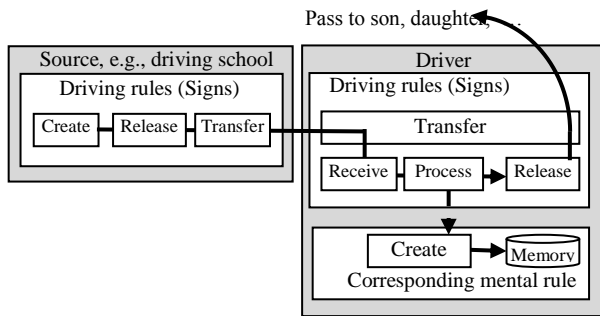 Pass to son, daughter, …
Source, e.g., driving school
Driving rules (Signs)
Create
Release
Transfer
Driver
Driving rules (Signs)
Transfer
Receive
Process
Release
Create
Memory
Corresponding mental rule